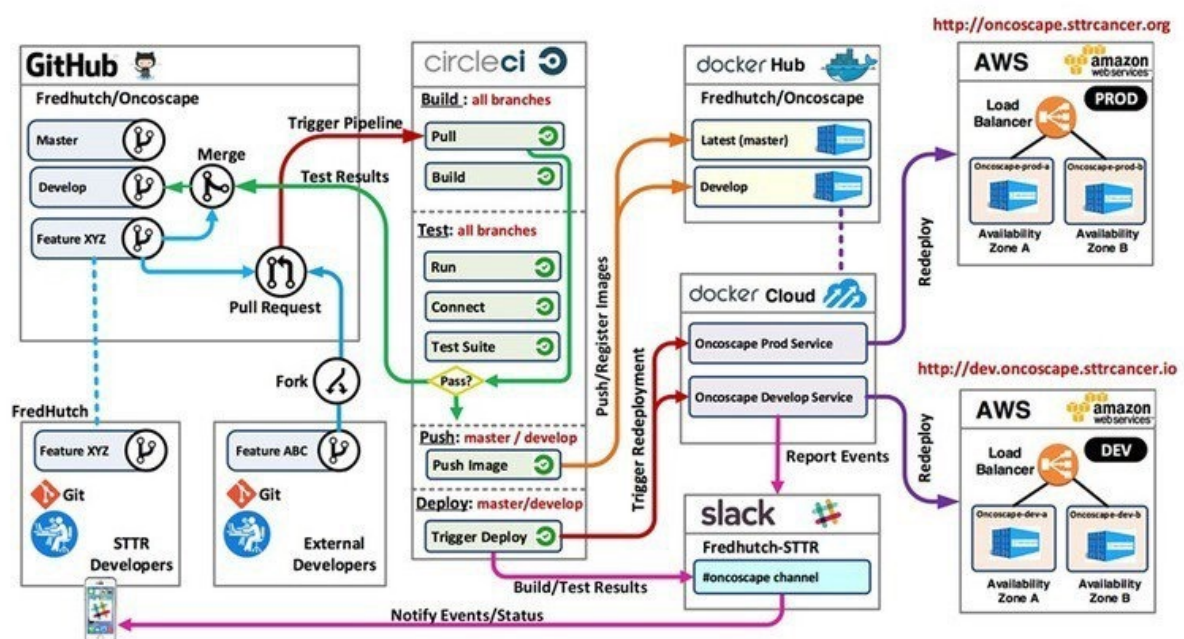 http://oncoscape.sttrcancer.org
GitHub
Fredhutch/Oncoscape
Master
Develop
Feature XYZ
Merge
Pull Request
Fork
Trigger Pipeline
Test Results
FredHutch
Feature XYZ
Git
STTR
Developers
Feature ABC
Git
External
Developers
circleci
Build : all branches
Pull
Build
Test: all branches
Run
Connect
Test Suite
Pass?
Push: master / develop
Push Image
Deploy: master/develop
Trigger Deploy
Push/Register Images
Trigger Redeployment
Build/Test Results
Notify Events/Status
docker Hub
Fredhutch/Oncoscape
Latest (master)
Develop
docker Cloud
Oncoscape Prod Service
Oncoscape Develop Service
Report Events
slack
Fredhutch-STTR
#oncoscape channel
Redeploy
Redeploy
AWS
amazon
webservices
PROD
Load
Balancer
Oncoscape-prod-a
Oncoscape-prod-b
Availability
Zone A
Availability
Zone B
http://dev.oncoscape.sttrcancer.io
AWS
amazon
webservices
DEV
Load
Balancer
Oncoscape-dev-a
Oncoscape-dev-b
Availability
Zone A
Availability
Zone B